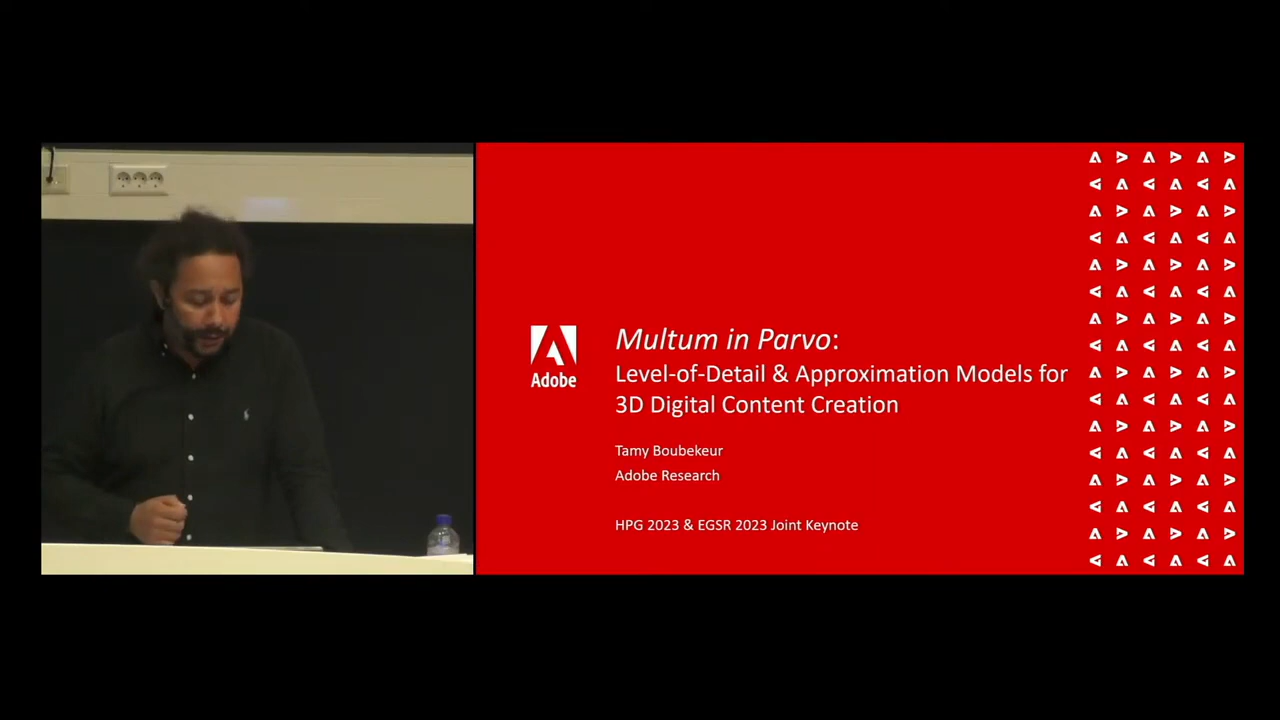 Adobe
Multum in Parvo:
Level-of-Detail & Approximation Models for
3D Digital Content Creation
Tamy Boubekeur
Adobe Research
HPG 2023 & EGSR 2023 Joint Keynote